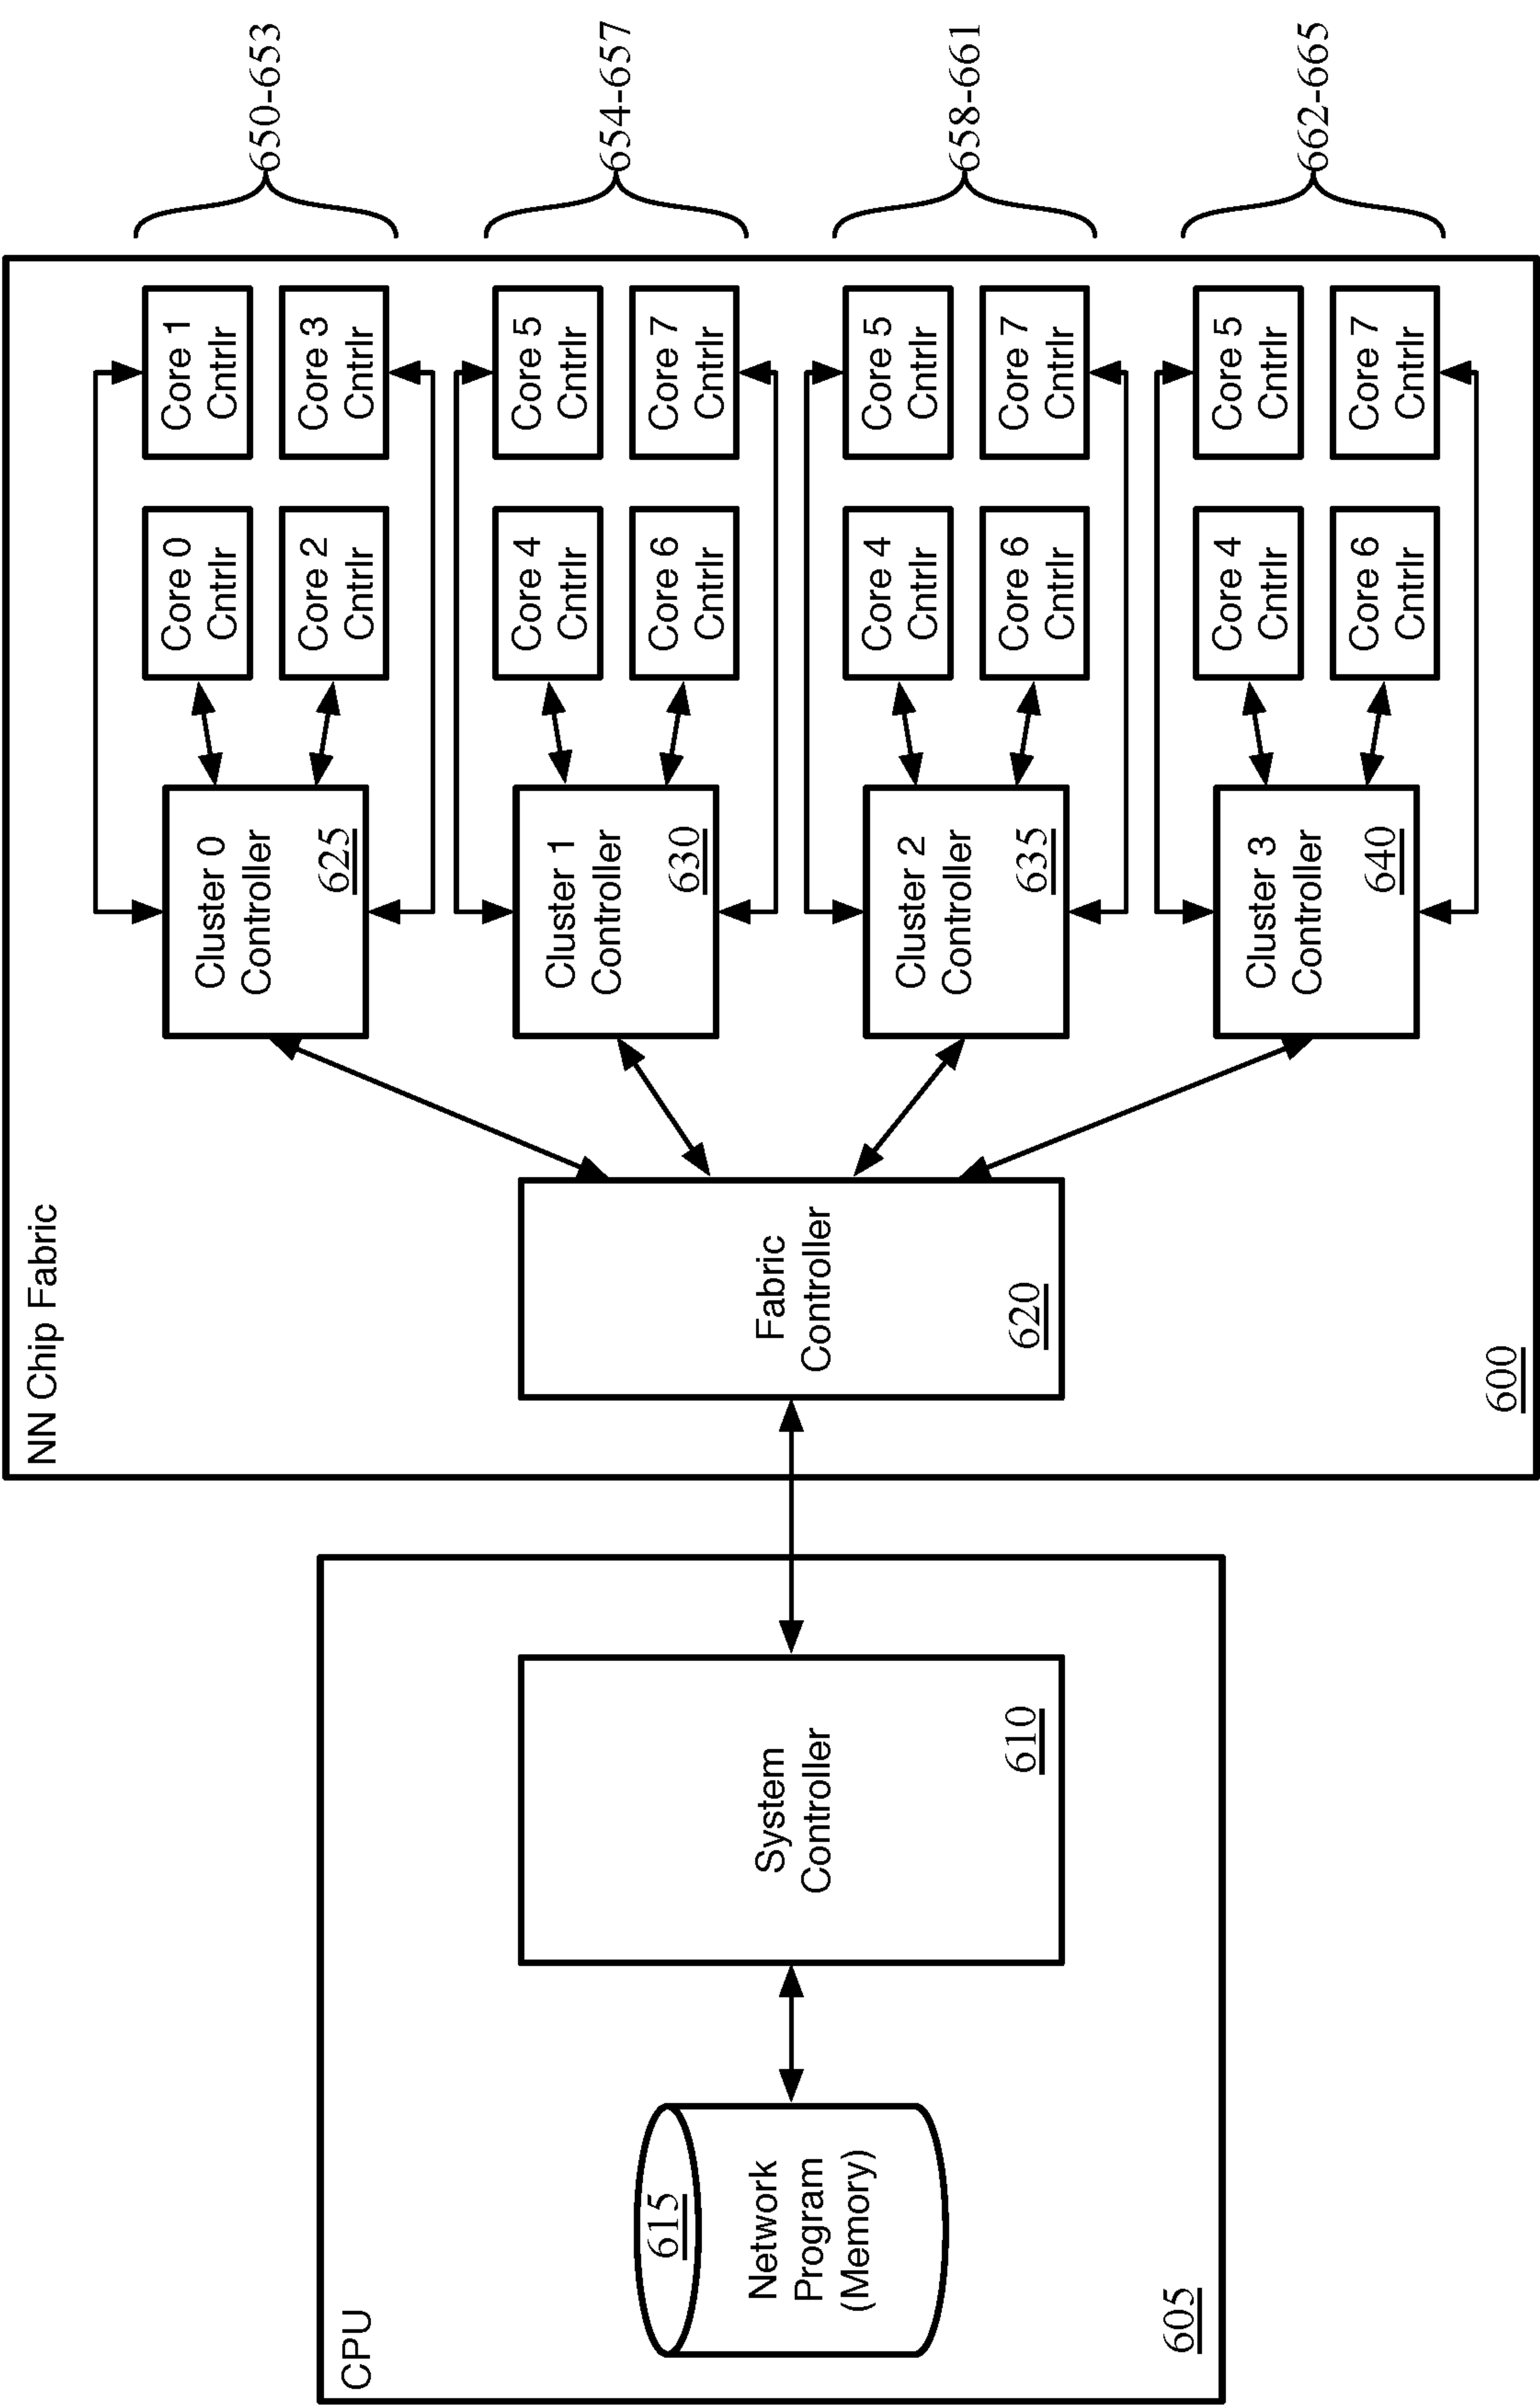 CPU
615
Network
Program
(Memory)
System
Controller
610
605
NN Chip Fabric
Fabric
Controller
620
600
Cluster 0
Controller
625
Core 0
Cntrlr
Core 1
Cntrlr
Core 2
Cntrlr
Core 3
Cntrlr
650-653
Cluster 1
Controller
630
Core 4
Cntrlr
Core 5
Cntrlr
Core 6
Cntrlr
Core 7
Cntrlr
654-657
Cluster 2
Controller
635
Core 4
Cntrlr
Core 5
Cntrlr
Core 6
Cntrlr
Core 7
Cntrlr
658-661
Cluster 3
Controller
640
Core 4
Cntrlr
Core 5
Cntrlr
Core 6
Cntrlr
Core 7
Cntrlr
662-665